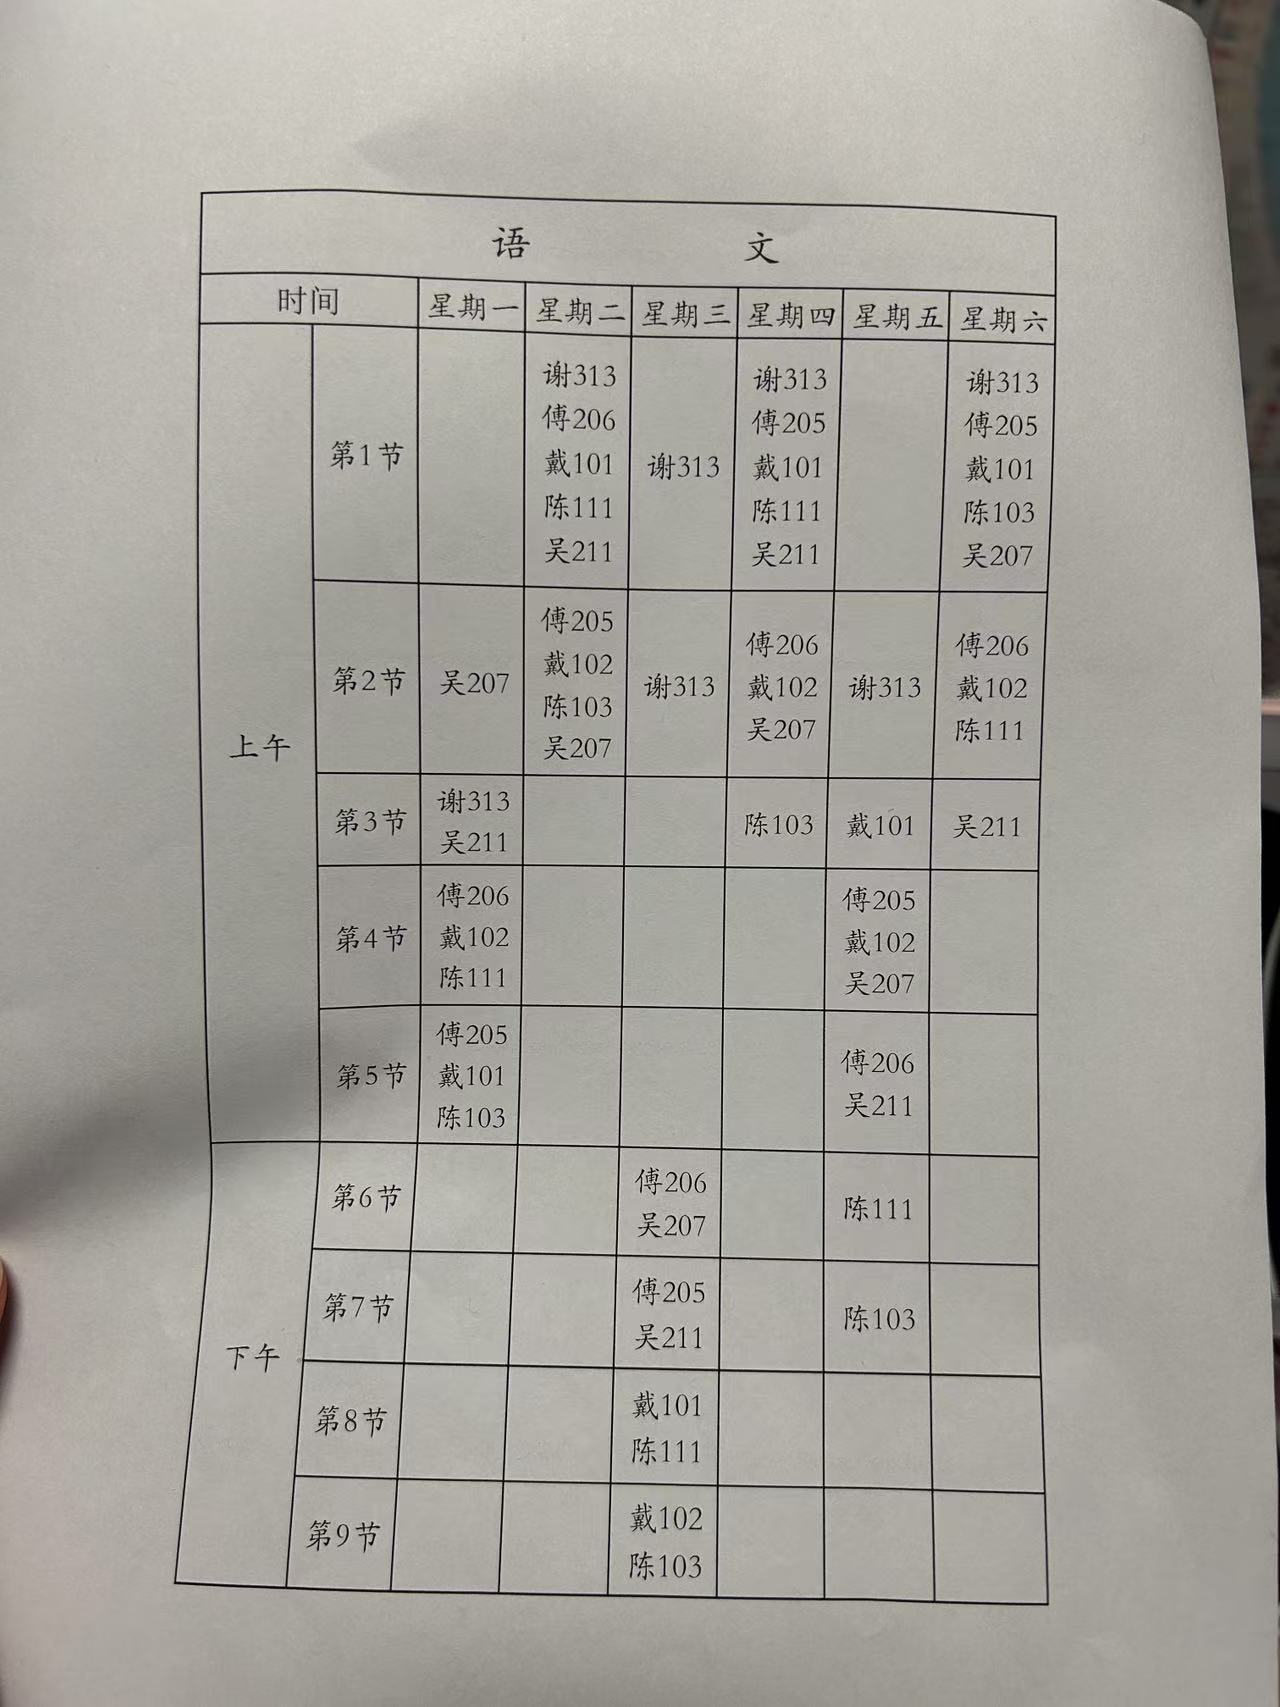 语 文
时间 星期一 星期二 星期三 星期四 星期五 星期六
上午
第1节
谢313
傅206
戴101
陈111
吴211
谢313
谢313
傅205
戴101
陈111
吴211
谢313
傅205
戴101
陈103
吴207
第2节
吴207
傅205
戴102
陈103
吴207
谢313
傅206
戴102
吴207
谢313
傅206
戴102
陈111
第3节
谢313
吴211
陈103
戴101
吴211
第4节
傅206
戴102
陈111
傅205
戴102
吴207
第5节
傅205
戴101
陈103
傅206
吴211
下午
第6节
傅206
吴207
陈111
第7节
傅205
吴211
陈103
第8节
戴101
陈111
第9节
戴102
陈103